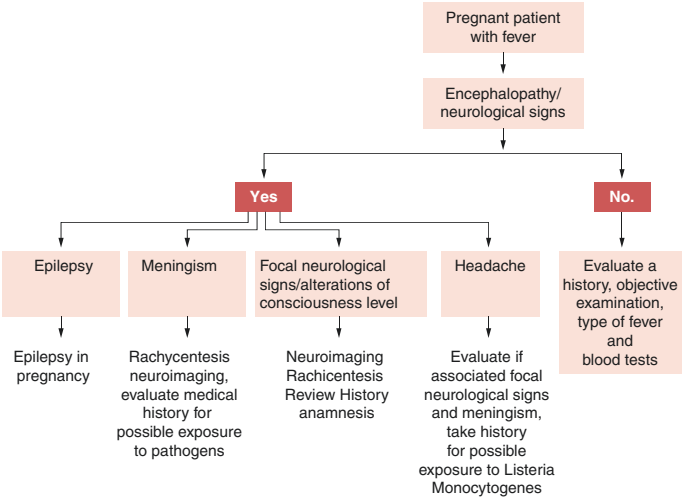 Pregnant patient
with fever
Encephalopathy/
neurological signs
Yes
No.
Epilepsy
Meningism
Focal neurological
signs/alterations of
consciousness level
Headache
Evaluate a
history, objective
examination,
type of fever
and
blood tests
Epilepsy in
pregnancy
Rachycentesis
neuroimaging,
evaluate medical
history for
possible exposure
to pathogens
Neuroimaging
Rachicentesis
Review History
anamnesis
Evaluate if
associated focal
neurological signs
and meningism,
take history
for possible
exposure to Listeria
Monocytogenes